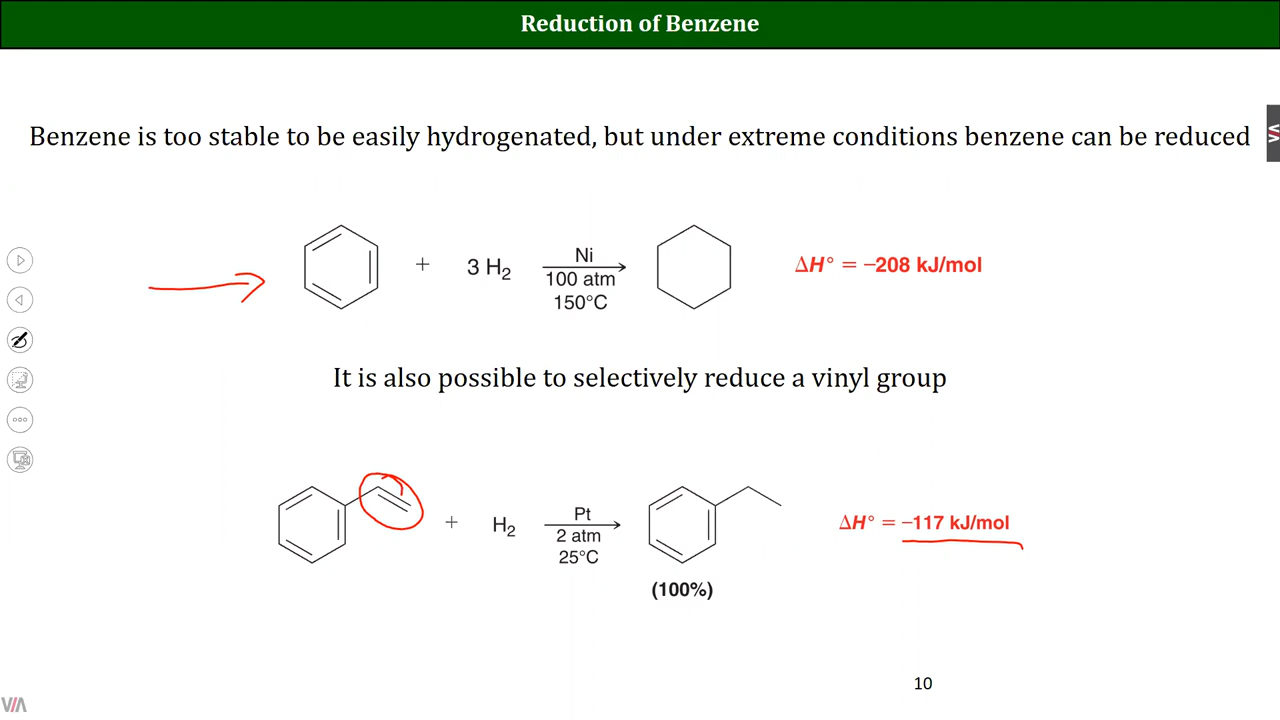 Reduction of Benzene
Benzene is too stable to be easily hydrogenated, but under extreme conditions benzene can be reduced
+ 3 H₂ Ni ΔH° = −208 kJ/mol
100 atm
150°C
It is also possible to selectively reduce a vinyl group
+ H₂ Pt ΔH° = −117 kJ/mol
2 atm
25°C
(100%)
10
VIA
VIA